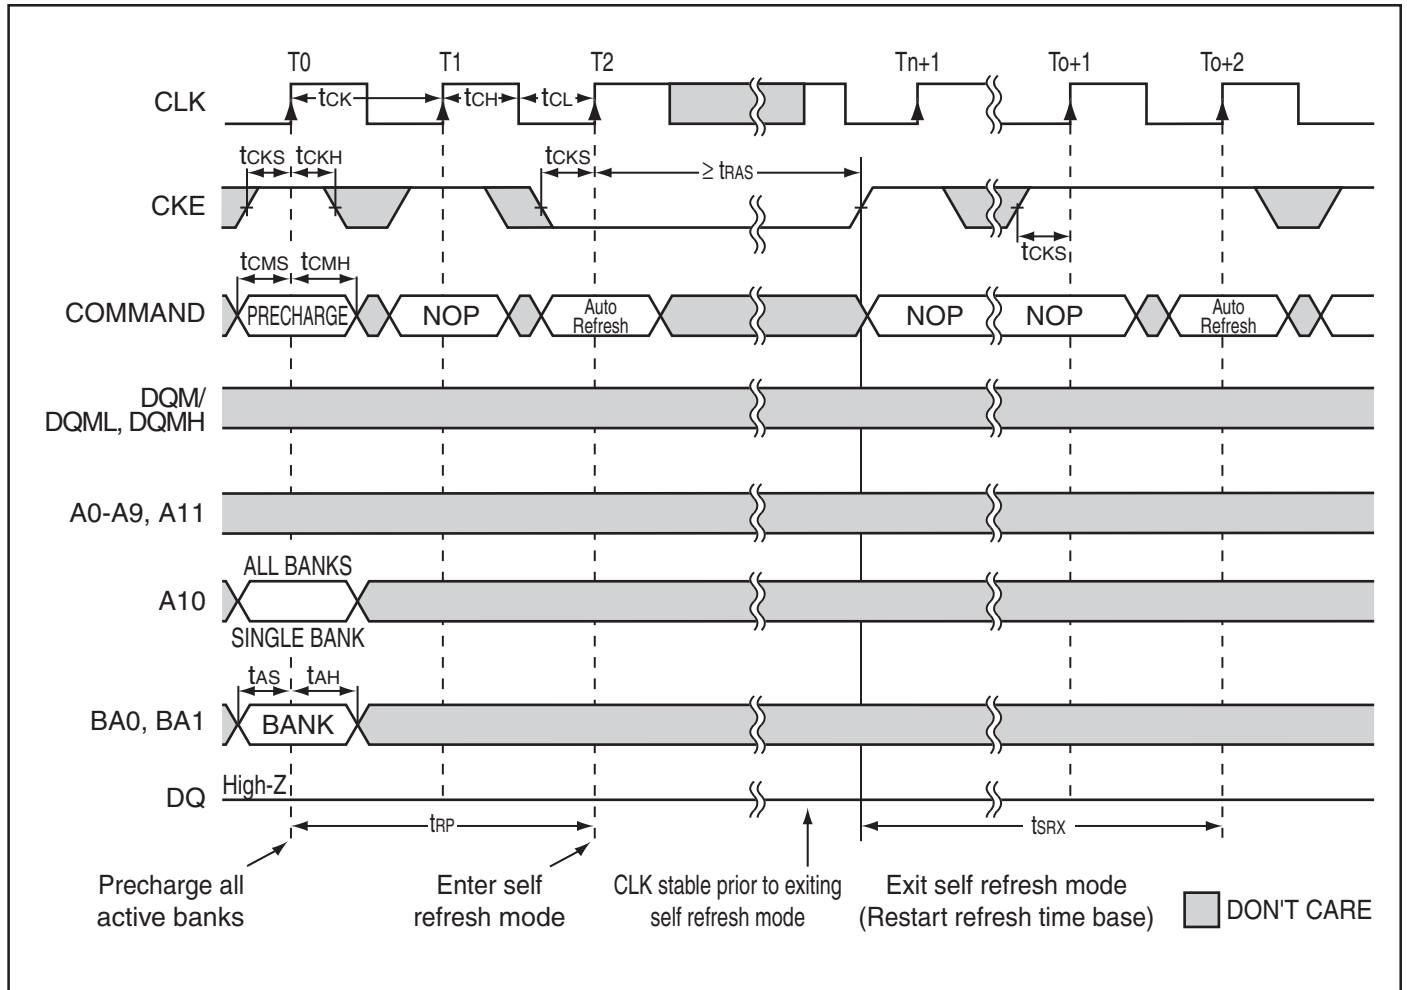 T0 T1 T2 Tn+1 To+1 To+2
CLK tCK tCH tCL
tCKS tCKH tCKS ≥ tRAS
CKE
tCKS
tCMS tCMH
COMMAND PRECHARGE NOP Auto Refresh NOP NOP Auto Refresh
DQM/
DQML, DQMH
A0-A9, A11
ALL BANKS
A10
SINGLE BANK
tAS tAH
BA0, BA1 BANK
DQ High-Z
tRP tSRX
Precharge all
active banks
Enter self
refresh mode
CLK stable prior to exiting
self refresh mode
Exit self refresh mode
(Restart refresh time base)
DON'T CARE